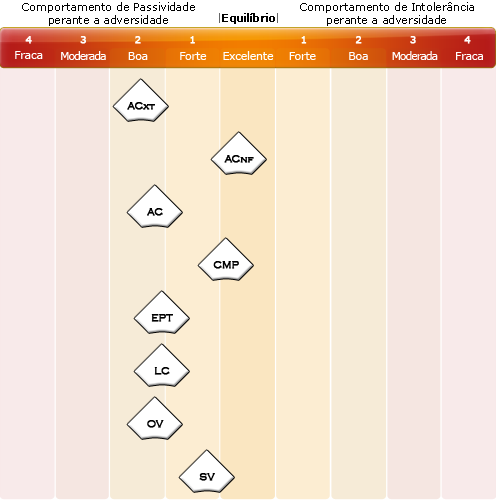 Comportamento de Passividade
perante a adversidade
|Equilíbrio|
Comportamento de Intolerância
perante a adversidade
4 3 2 1 1 2 3 4
Fraca Moderada Boa Forte Excelente Forte Boa Moderada Fraca
ACXT
ACNF
AC
CMP
EPT
LC
OV
SV